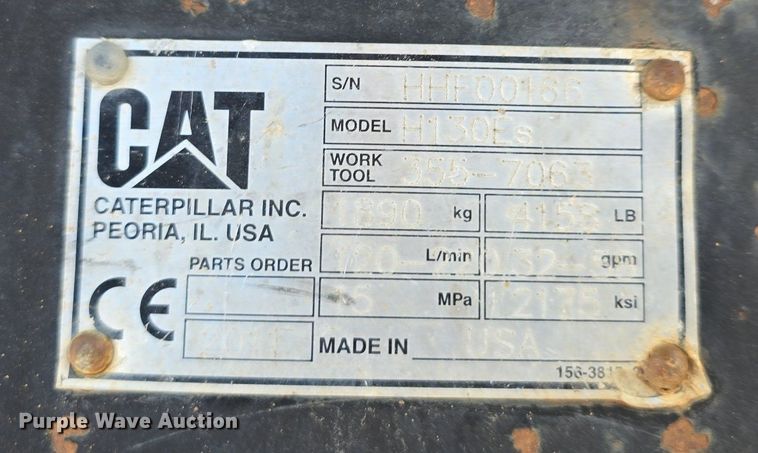 CAT
CATERPILLAR INC.
PEORIA, IL. USA
S/N HHF00166
MODEL H130Es
WORK TOOL 355-7063
1890 kg 4158 LB
L/min gpm
PARTS ORDER
MPa ksi
CE
MADE IN USA
Purple Wave Auction